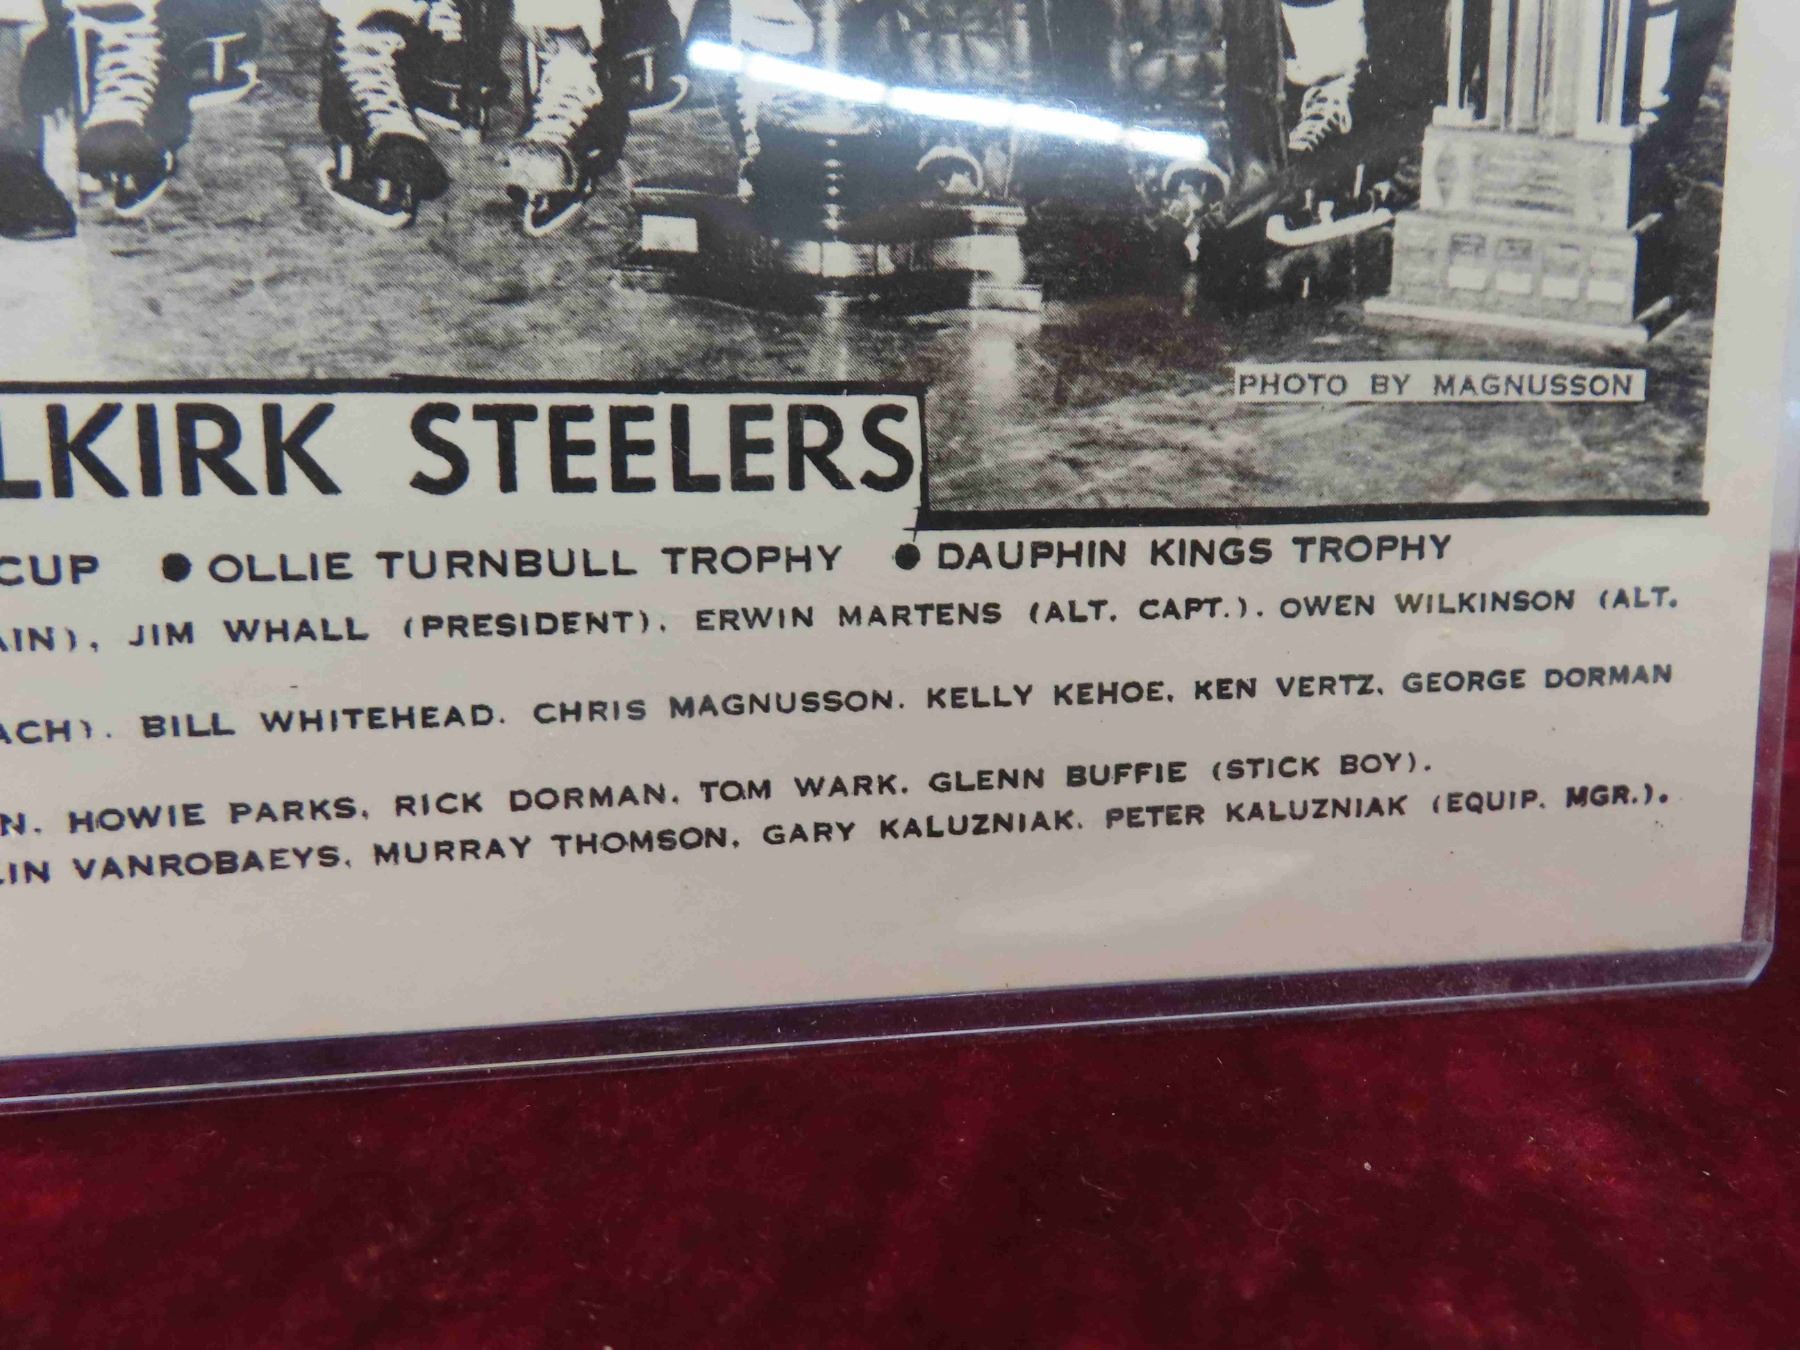 PHOTO BY MAGNUSSON
LKIRK STEELERS
CUP ● OLLIE TURNBULL TROPHY ● DAUPHIN KINGS TROPHY
AIN), JIM WHALL (PRESIDENT). ERWIN MARTENS (ALT. CAPT.). OWEN WILKINSON (ALT.
ACH). BILL WHITEHEAD. CHRIS MAGNUSSON. KELLY KEHOE, KEN VERTZ, GEORGE DORMAN
N. HOWIE PARKS, RICK DORMAN. TOM WARK. GLENN BUFFIE (STICK BOY).
LIN VANROBAEYS, MURRAY THOMSON, GARY KALUZNIAK. PETER KALUZNIAK (EQUIP. MGR.).